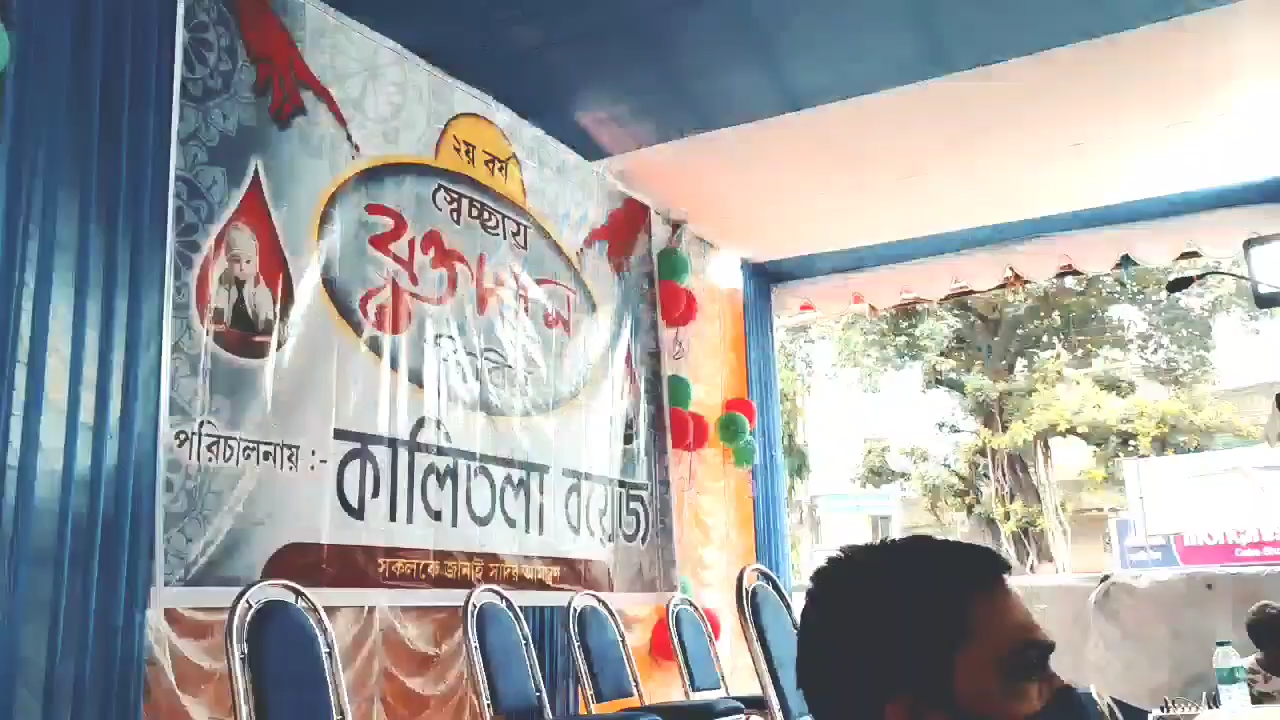 ২য় বর্ষ
স্বেচ্ছায়
রক্তদান
শিবির
পরিচালনায় :- কালিতলা বয়েজ
সকলকে জানাই সাদর আমন্ত্রণ